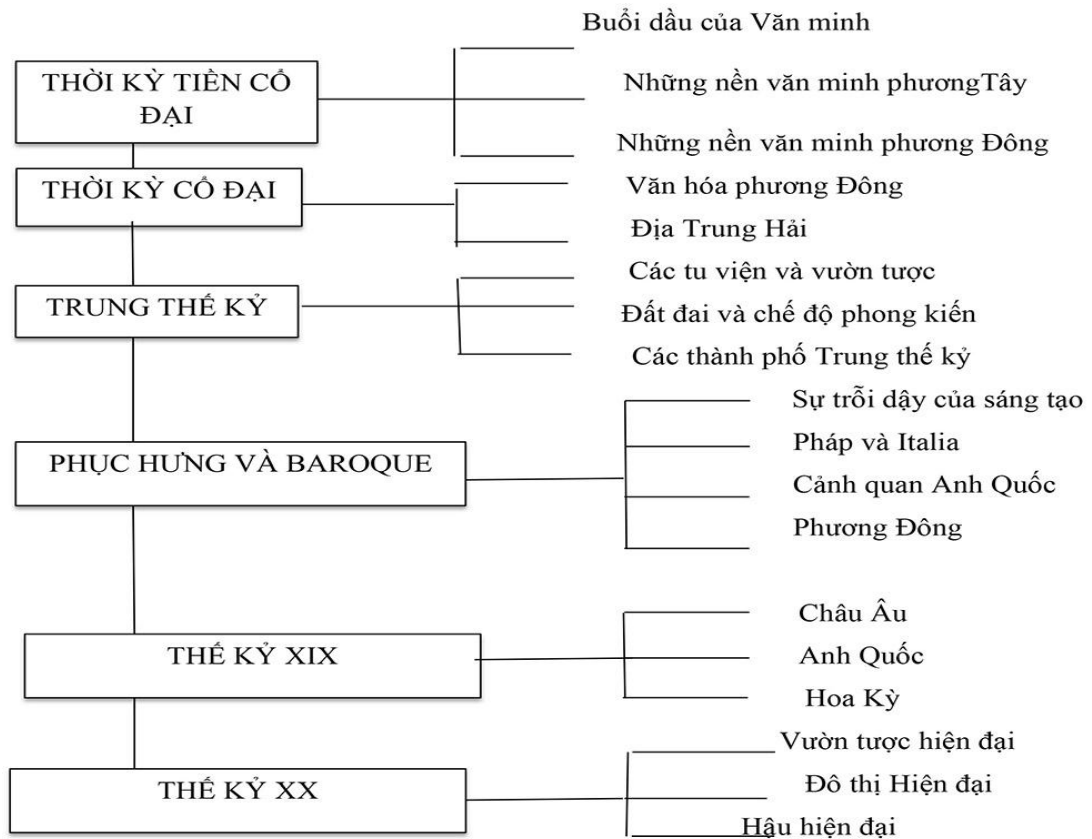 Buổi dầu của Văn minh
THỜI KỲ TIỀN CỔ
ĐẠI
Những nền văn minh phươngTây
Những nền văn minh phương Đông
THỜI KỲ CỔ ĐẠI
Văn hóa phương Đông
Địa Trung Hải
TRUNG THẾ KỶ
Các tu viện và vườn tược
Đất đai và chế độ phong kiến
Các thành phố Trung thế kỷ
PHỤC HƯNG VÀ BAROQUE
Sự trỗi dậy của sáng tạo
Pháp và Italia
Cảnh quan Anh Quốc
Phương Đông
THẾ KỶ XIX
Châu Âu
Anh Quốc
Hoa Kỳ
THẾ KỶ XX
Vườn tược hiện đại
Đô thị Hiện đại
Hậu hiện đại